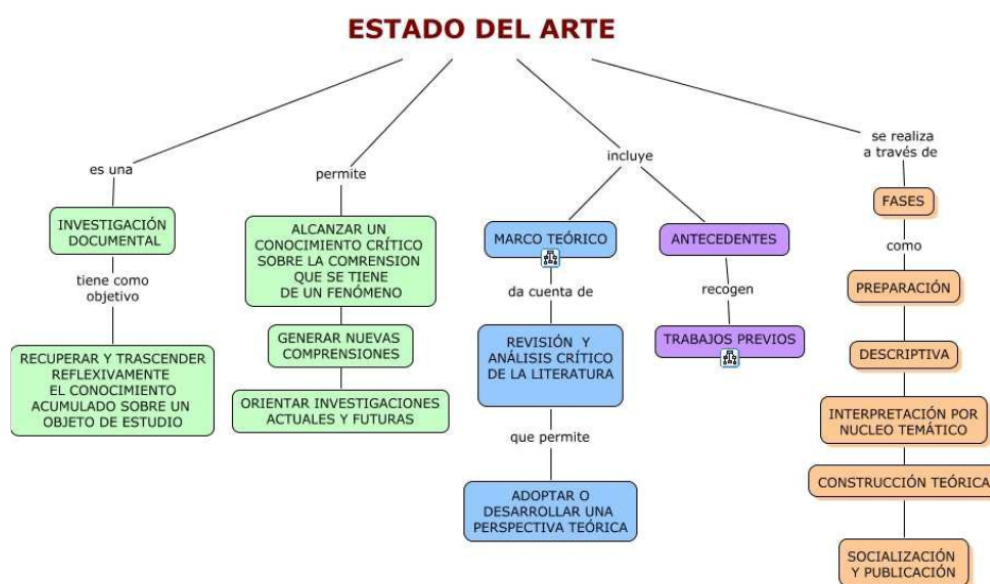 ESTADO DEL ARTE
es una
INVESTIGACIÓN
DOCUMENTAL
tiene como
objetivo
RECUPERAR Y TRASCENDER
REFLEXIVAMENTE
EL CONOCIMIENTO
ACUMULADO SOBRE UN
OBJETO DE ESTUDIO
permite
ALCANZAR UN
CONOCIMIENTO CRÍTICO
SOBRE LA COMRENSION
QUE SE TIENE
DE UN FENÓMENO
GENERAR NUEVAS
COMPRENSIONES
ORIENTAR INVESTIGACIONES
ACTUALES Y FUTURAS
incluye
MARCO TEÓRICO
da cuenta de
REVISIÓN Y
ANÁLISIS CRÍTICO
DE LA LITERATURA
que permite
ADOPTAR O
DESARROLLAR UNA
PERSPECTIVA TEÓRICA
ANTECEDENTES
recogen
TRABAJOS PREVIOS
se realiza
a través de
FASES
como
PREPARACIÓN
DESCRIPTIVA
INTERPRETACIÓN POR
NUCLEO TEMÁTICO
CONSTRUCCIÓN TEÓRICA
SOCIALIZACIÓN
Y PUBLICACIÓN